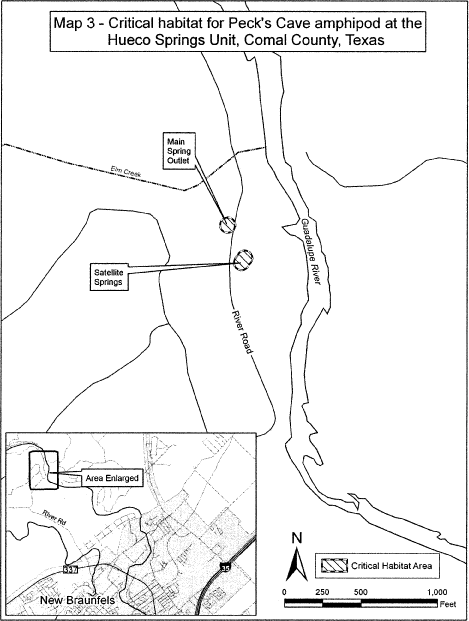 Map 3 - Critical habitat for Peck's Cave amphipod at the
Hueco Springs Unit, Comal County, Texas
Main
Spring
Outlet
Elm Creek
Guadalupe River
Satellite
Springs
River Road
Area Enlarged
River Rd
337
35
New Braunfels
N
Critical Habitat Area
0 250 500 1,000
Feet